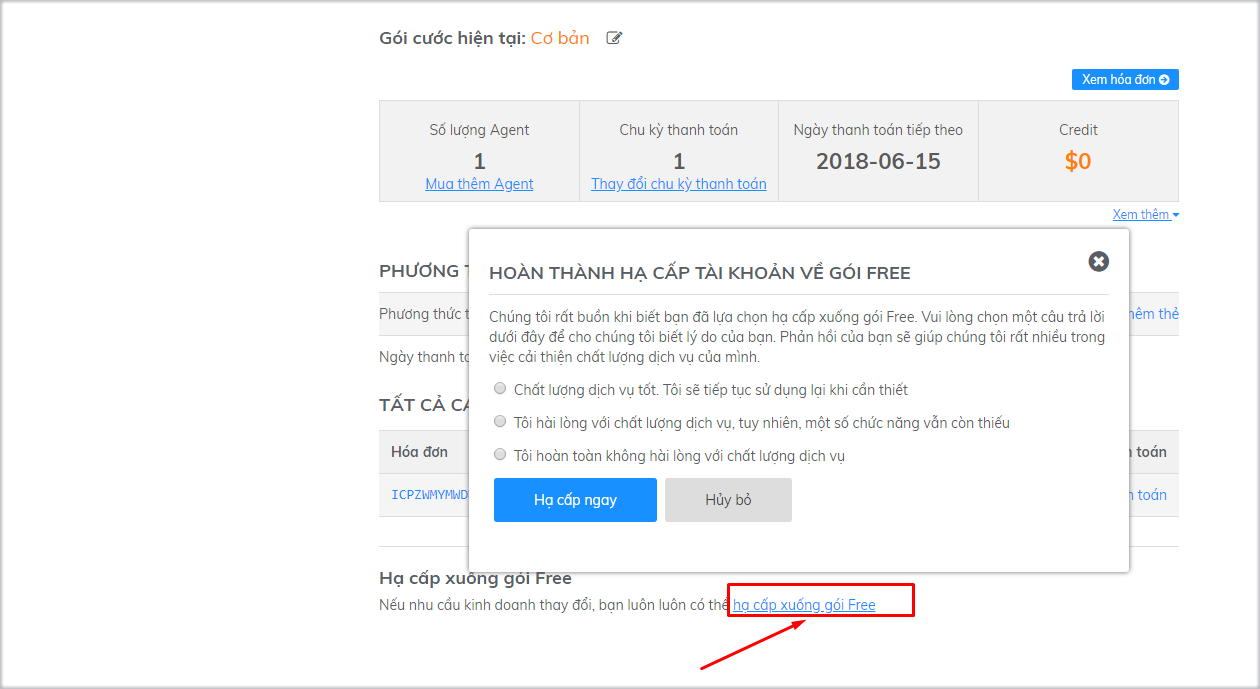 Gói cước hiện tại: Cơ bản
Xem hóa đơn
Số lượng Agent
1
Mua thêm Agent
Chu kỳ thanh toán
1
Thay đổi chu kỳ thanh toán
Ngày thanh toán tiếp theo
2018-06-15
Credit
$0
Xem thêm
PHƯƠNG T
Phương thức t
hêm thẻ
Ngày thanh to
TẤT CẢ CÁ
Hóa đơn
h toán
ICPZWMYMWD
h toán
HOÀN THÀNH HẠ CẤP TÀI KHOẢN VỀ GÓI FREE
Chúng tôi rất buồn khi biết bạn đã lựa chọn hạ cấp xuống gói Free. Vui lòng chọn một câu trả lời
dưới đây để cho chúng tôi biết lý do của bạn. Phản hồi của bạn sẽ giúp chúng tôi rất nhiều trong
việc cải thiện chất lượng dịch vụ của mình.
Chất lượng dịch vụ tốt. Tôi sẽ tiếp tục sử dụng lại khi cần thiết
Tôi hài lòng với chất lượng dịch vụ, tuy nhiên, một số chức năng vẫn còn thiếu
Tôi hoàn toàn không hài lòng với chất lượng dịch vụ
Hạ cấp ngay
Hủy bỏ
Hạ cấp xuống gói Free
Nếu nhu cầu kinh doanh thay đổi, bạn luôn luôn có thể hạ cấp xuống gói Free